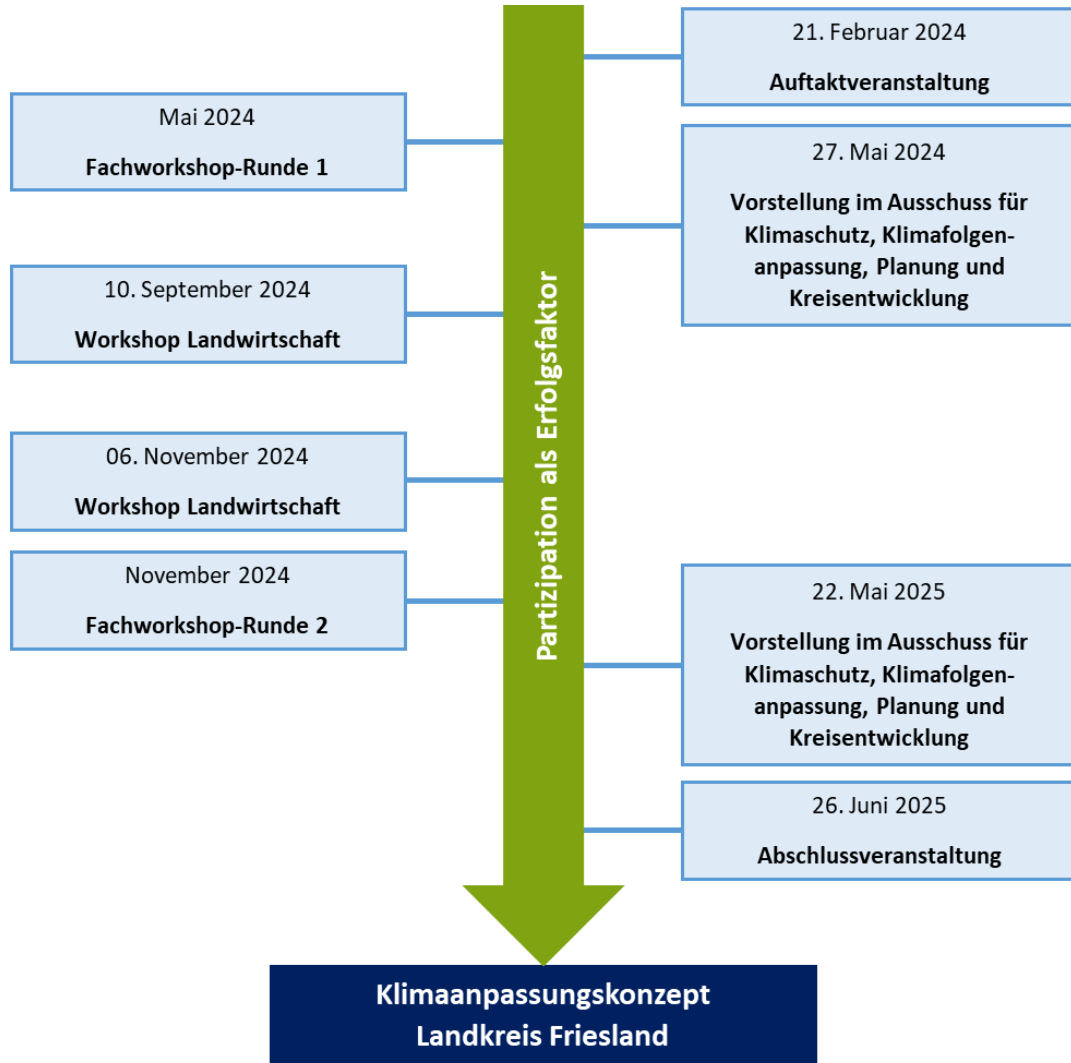 21. Februar 2024
Auftaktveranstaltung
Mai 2024
Fachworkshop-Runde 1
27. Mai 2024
Vorstellung im Ausschuss für
Klimaschutz, Klimafolgen-
anpassung, Planung und
Kreisentwicklung
10. September 2024
Workshop Landwirtschaft
Partizipation als Erfolgsfaktor
06. November 2024
Workshop Landwirtschaft
November 2024
Fachworkshop-Runde 2
22. Mai 2025
Vorstellung im Ausschuss für
Klimaschutz, Klimafolgen-
anpassung, Planung und
Kreisentwicklung
26. Juni 2025
Abschlussveranstaltung
Klimaanpassungskonzept
Landkreis Friesland